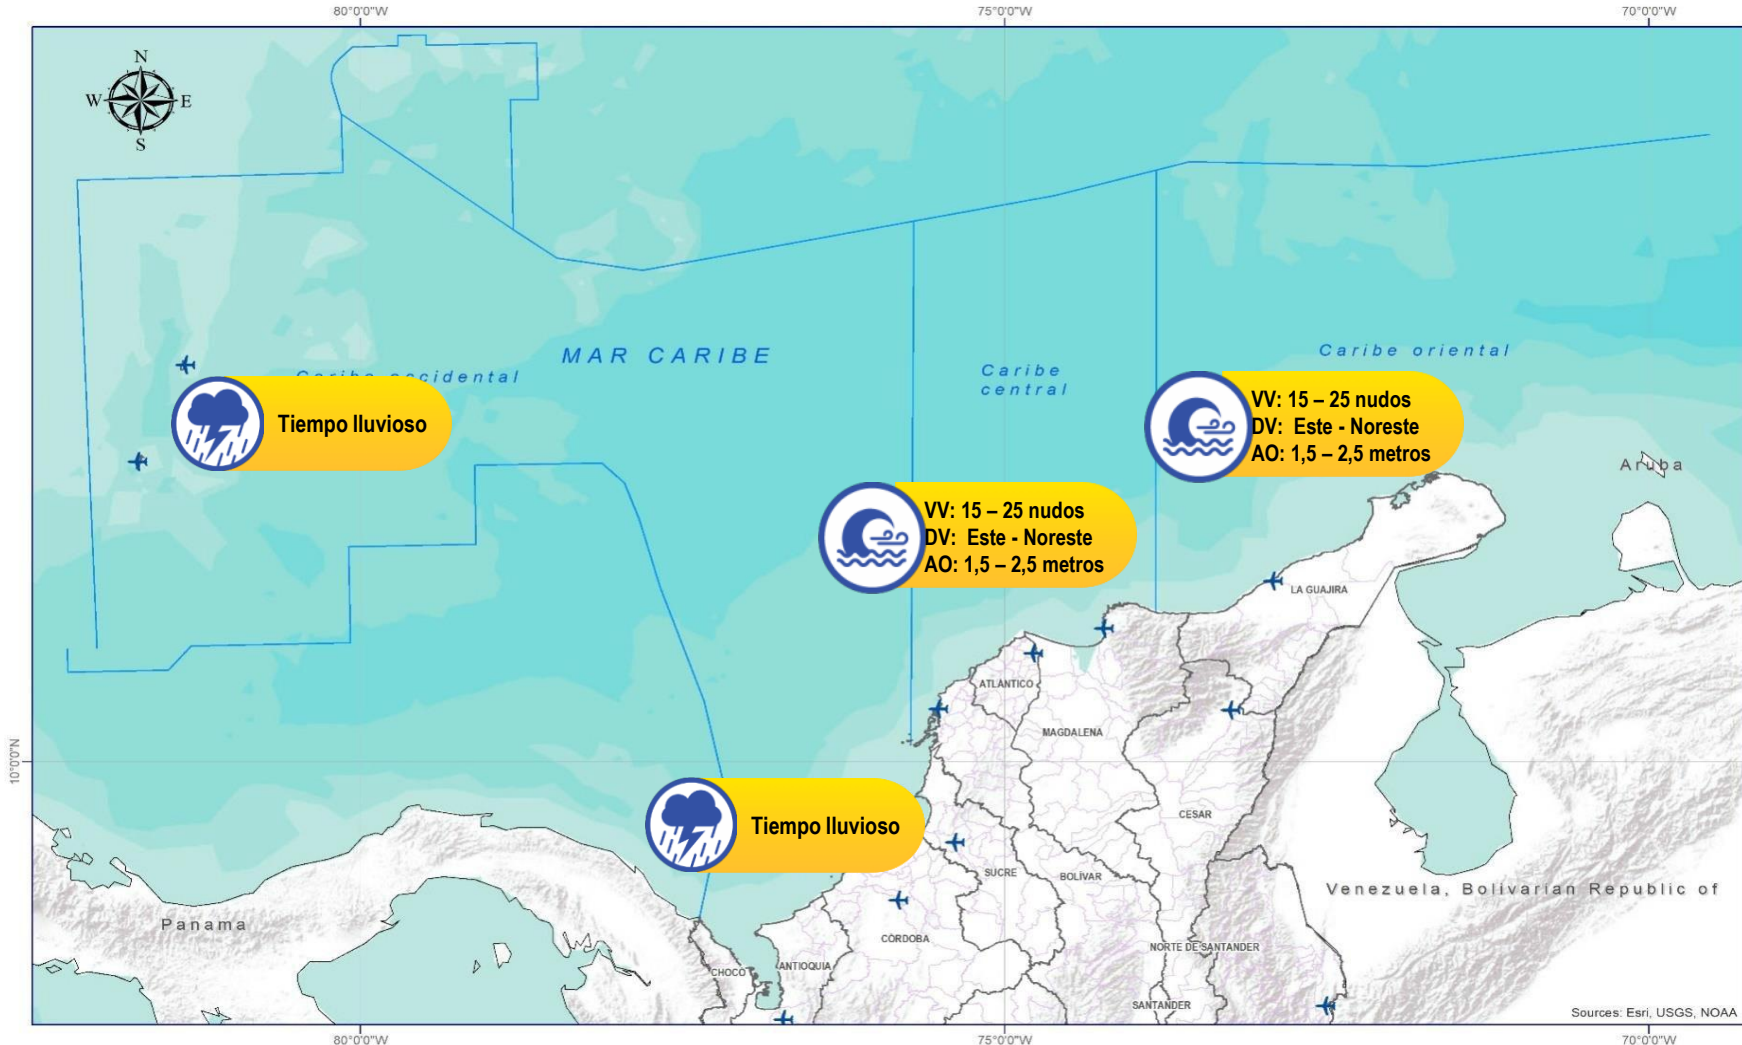 80°0'0"W
75°0'0"W
70°0'0"W
N
W
E
S
MAR CARIBE
Caribe occidental
Caribe
central
Caribe oriental
Tiempo lluvioso
VV: 15 – 25 nudos
DV: Este - Noreste
AO: 1,5 – 2,5 metros
Aruba
VV: 15 – 25 nudos
DV: Este - Noreste
AO: 1,5 – 2,5 metros
LA GUAJIRA
ATLÁNTICO
MAGDALENA
10°0'0"N
CESAR
Tiempo lluvioso
SUCRE
BOLÍVAR
Venezuela, Bolivarian Republic of
Panama
CÓRDOBA
NORTE DE SANTANDER
CHOCÓ
ANTIOQUIA
SANTANDER
Sources: Esri, USGS, NOAA
80°0'0"W
75°0'0"W
70°0'0"W